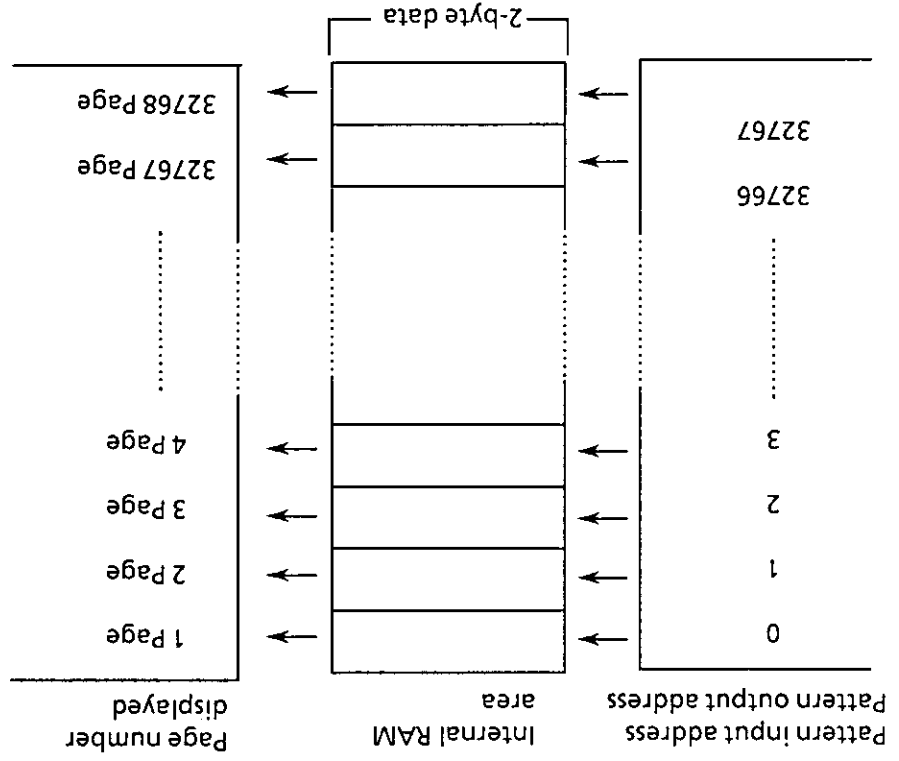 Pattern input address
Pattern output address
Internal RAM
area
Page number
displayed
0
1 Page
1
2 Page
2
3 Page
3
4 Page
32766
32767 Page
32767
32768 Page
2-byte data